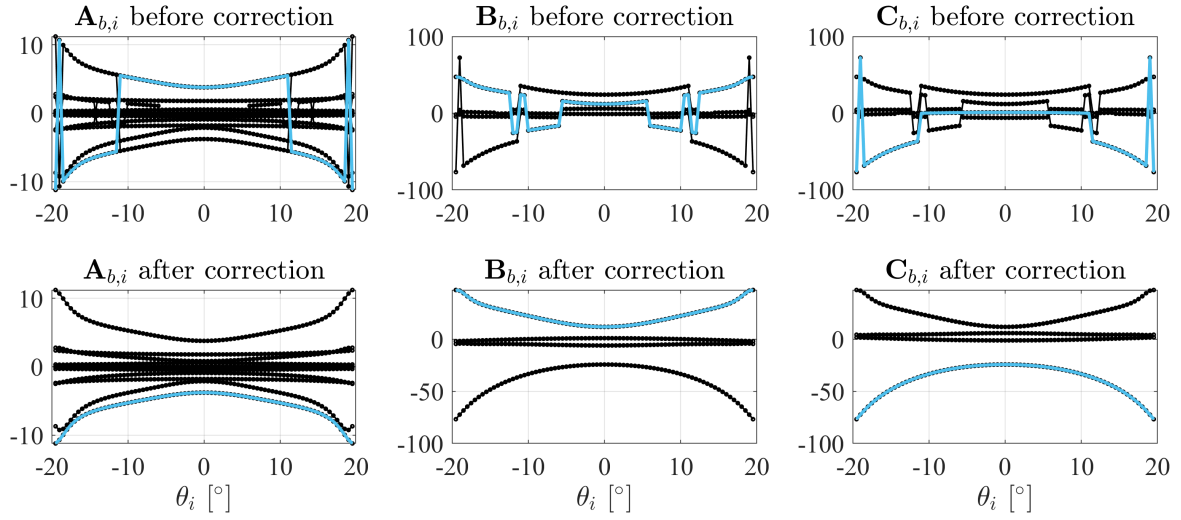 A_{b,i} before correction
B_{b,i} before correction
C_{b,i} before correction
10
0
-10
-20 -10 0 10 20
100
0
-100
-20 -10 0 10 20
100
0
-100
-20 -10 0 10 20
A_{b,i} after correction
B_{b,i} after correction
C_{b,i} after correction
10
0
-10
-20 -10 0 10 20
θ_i [°]
0
-50
-100
-20 -10 0 10 20
θ_i [°]
0
-50
-100
-20 -10 0 10 20
θ_i [°]